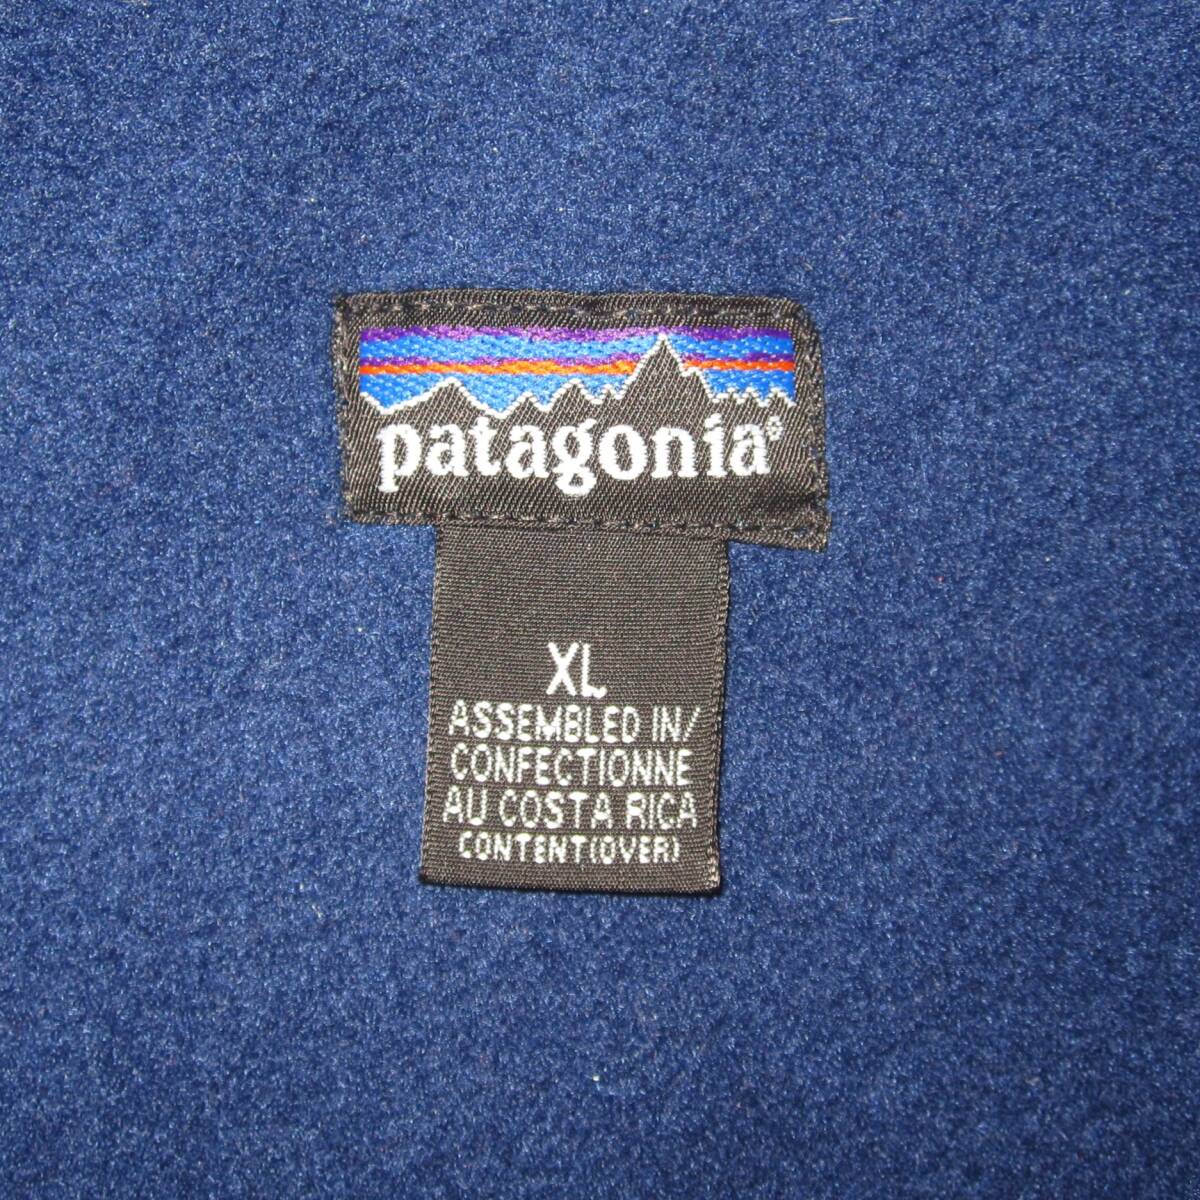 patagonia®
XL
ASSEMBLED IN/
CONFECTIONNE
AU COSTA RICA
CONTENT(OVER)